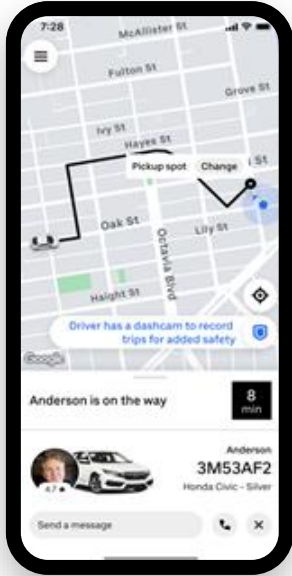 7:28
McAllister St
Fulton St
Grove St
Ivy St
Hayes St
Pickup spot Change
St
Oak St
Lily St
Octavia Blvd
Haight St
Driver has a dashcam to record
trips for added safety
Google
Anderson is on the way
8
min
Anderson
3M53AF2
4.7 ★
Honda Civic - Silver
Send a message